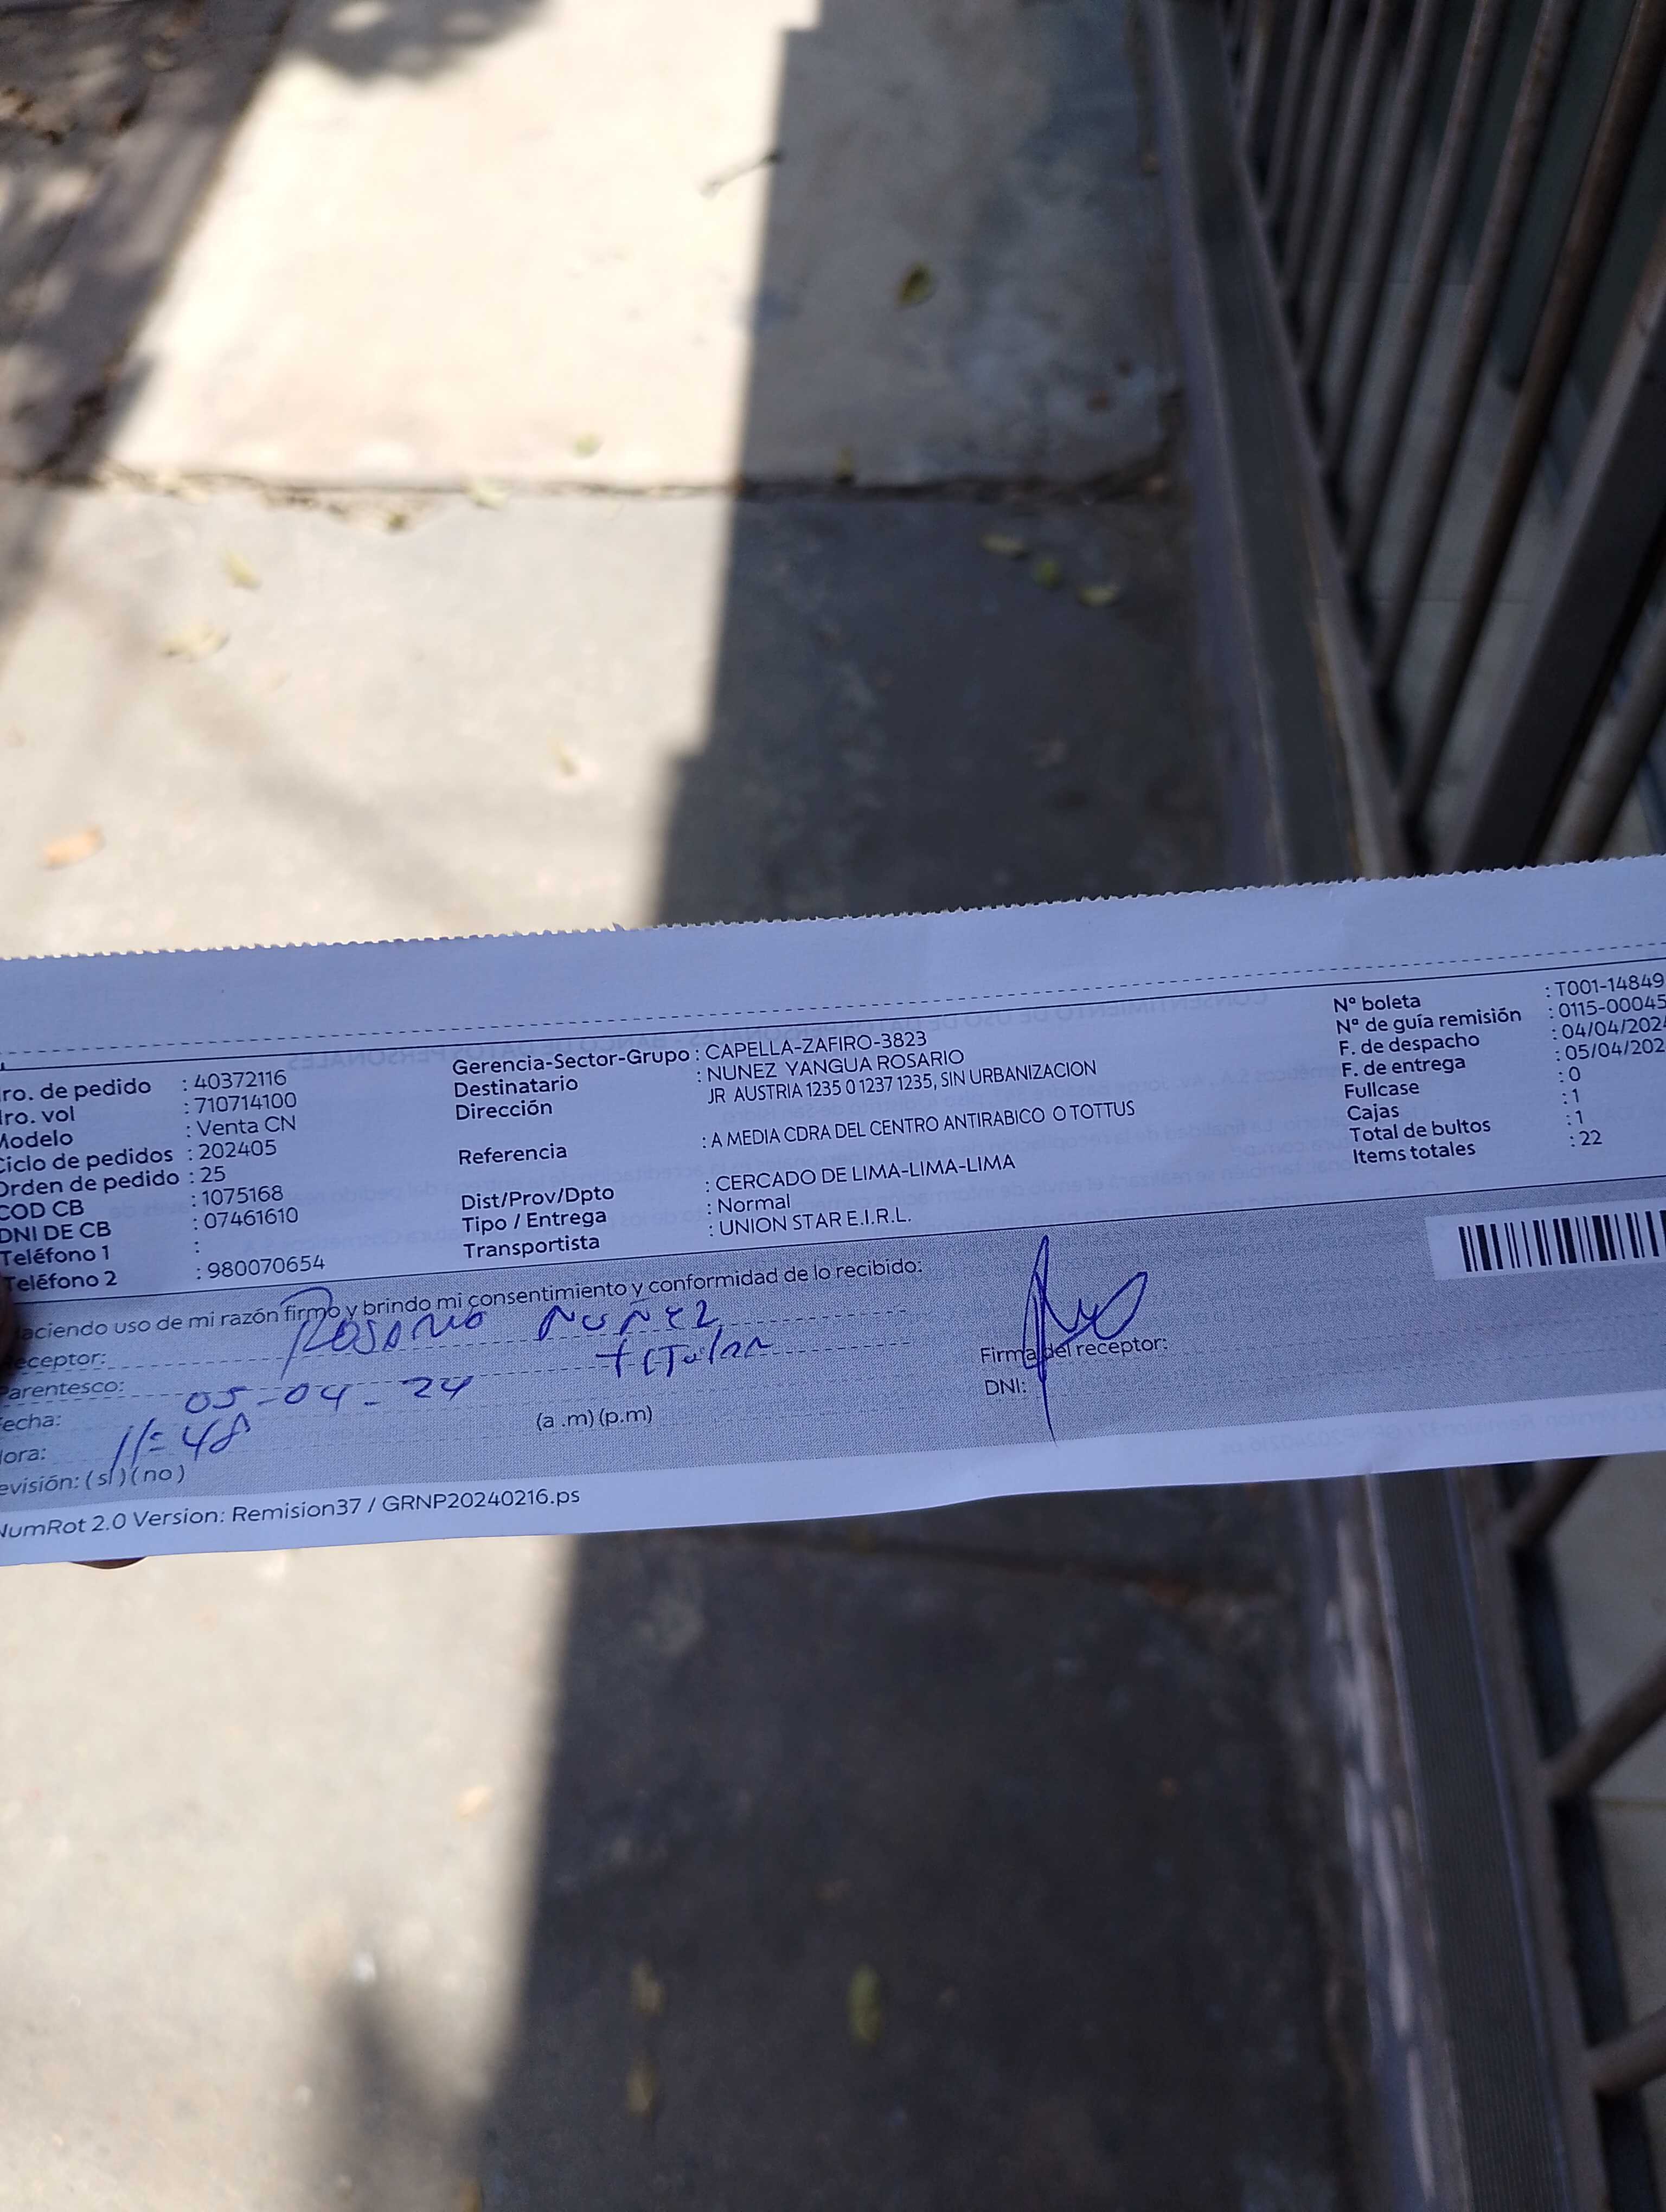 ro. de pedido : 40372116
ro. vol : 710714100
Modelo : Venta CN
Ciclo de pedidos : 202405
Orden de pedido : 25
COD CB : 1075168
DNI DE CB : 07461610
Teléfono 1 :
Teléfono 2 : 980070654
Gerencia-Sector-Grupo : CAPELLA-ZAFIRO-3823
Destinatario : NUNEZ YANGUA ROSARIO
Dirección JR AUSTRIA 1235 0 1237 1235, SIN URBANIZACION
Referencia : A MEDIA CDRA DEL CENTRO ANTIRABICO O TOTTUS
Dist/Prov/Dpto : CERCADO DE LIMA-LIMA-LIMA
Tipo / Entrega : Normal
Transportista : UNION STAR E.I.R.L.
N° boleta : T001-14849
N° de guía remisión : 0115-00045
F. de despacho : 04/04/202
F. de entrega : 05/04/202
Fullcase : 0
Cajas : 1
Total de bultos : 1
Items totales : 22
aciendo uso de mi razón firmo y brindo mi consentimiento y conformidad de lo recibido:
eceptor: Rosario Nuñez
Parentesco: titular
echa: 05-04-24
ora: 11:48 (a .m) (p.m)
evisión: ( si ) ( no )
Firma del receptor:
DNI:
NumRot 2.0 Version: Remision37 / GRNP20240216.ps